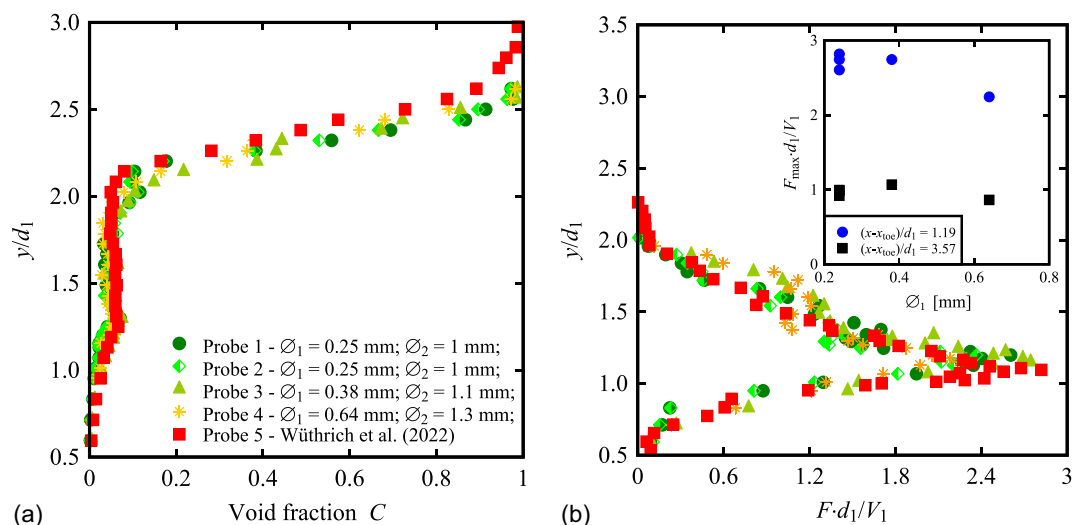 3.0
2.5
2.0
1.5
1.0
0.5
y/d₁
0
0.2
0.4
0.6
0.8
1
Void fraction C
(a)
Probe 1 - ∅₁ = 0.25 mm; ∅₂ = 1 mm;
Probe 2 - ∅₁ = 0.25 mm; ∅₂ = 1 mm;
Probe 3 - ∅₁ = 0.38 mm; ∅₂ = 1.1 mm;
Probe 4 - ∅₁ = 0.64 mm; ∅₂ = 1.3 mm;
Probe 5 - Wüthrich et al. (2022)
3.5
3.0
2.5
2.0
1.5
1.0
0.5
y/d₁
0
0.6
1.2
1.8
2.4
3
F·d₁/V₁
(b)
3
2
1
0
Fmax·d₁/V₁
(x-xtoe)/d₁ = 1.19
(x-xtoe)/d₁ = 3.57
0.2
0.4
0.6
0.8
∅₁ [mm]